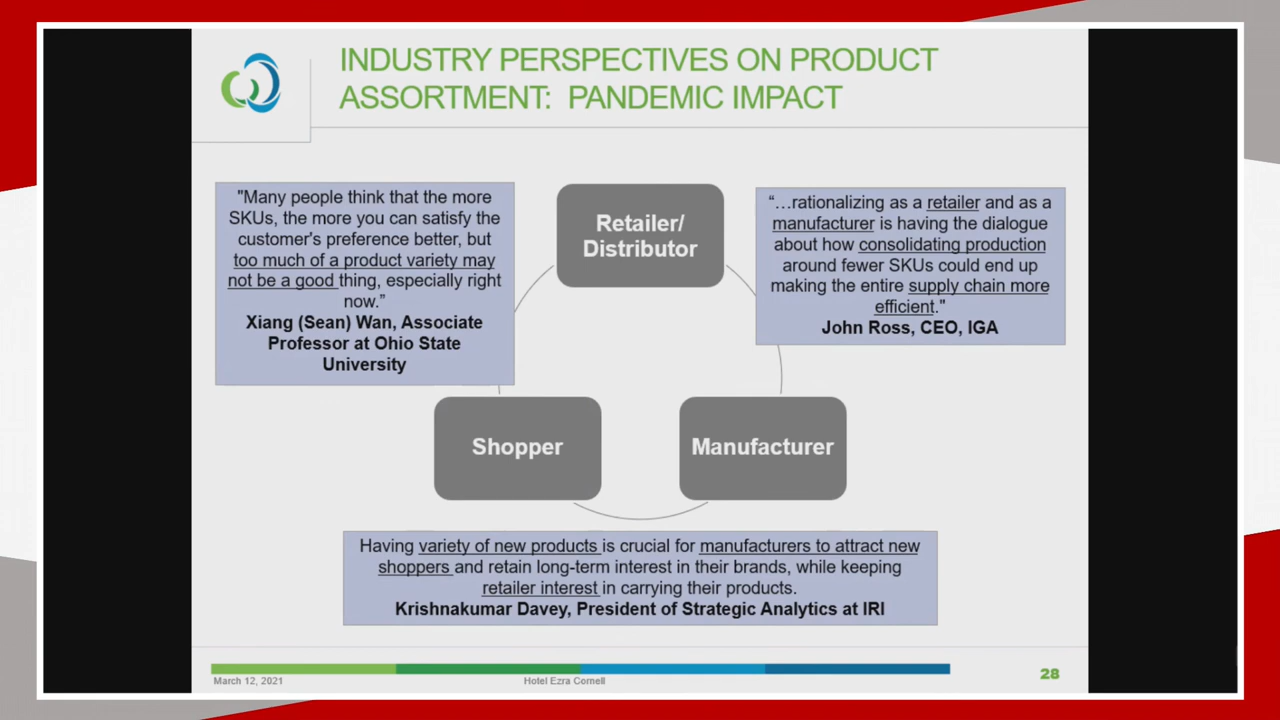 INDUSTRY PERSPECTIVES ON PRODUCT
ASSORTMENT: PANDEMIC IMPACT
"Many people think that the more
SKUs, the more you can satisfy the
customer's preference better, but
too much of a product variety may
not be a good thing, especially right
now.”
Xiang (Sean) Wan, Associate
Professor at Ohio State
University
Retailer/
Distributor
“…rationalizing as a retailer and as a
manufacturer is having the dialogue
about how consolidating production
around fewer SKUs could end up
making the entire supply chain more
efficient."
John Ross, CEO, IGA
Shopper
Manufacturer
Having variety of new products is crucial for manufacturers to attract new
shoppers and retain long-term interest in their brands, while keeping
retailer interest in carrying their products.
Krishnakumar Davey, President of Strategic Analytics at IRI
March 12, 2021
Hotel Ezra Cornell
28